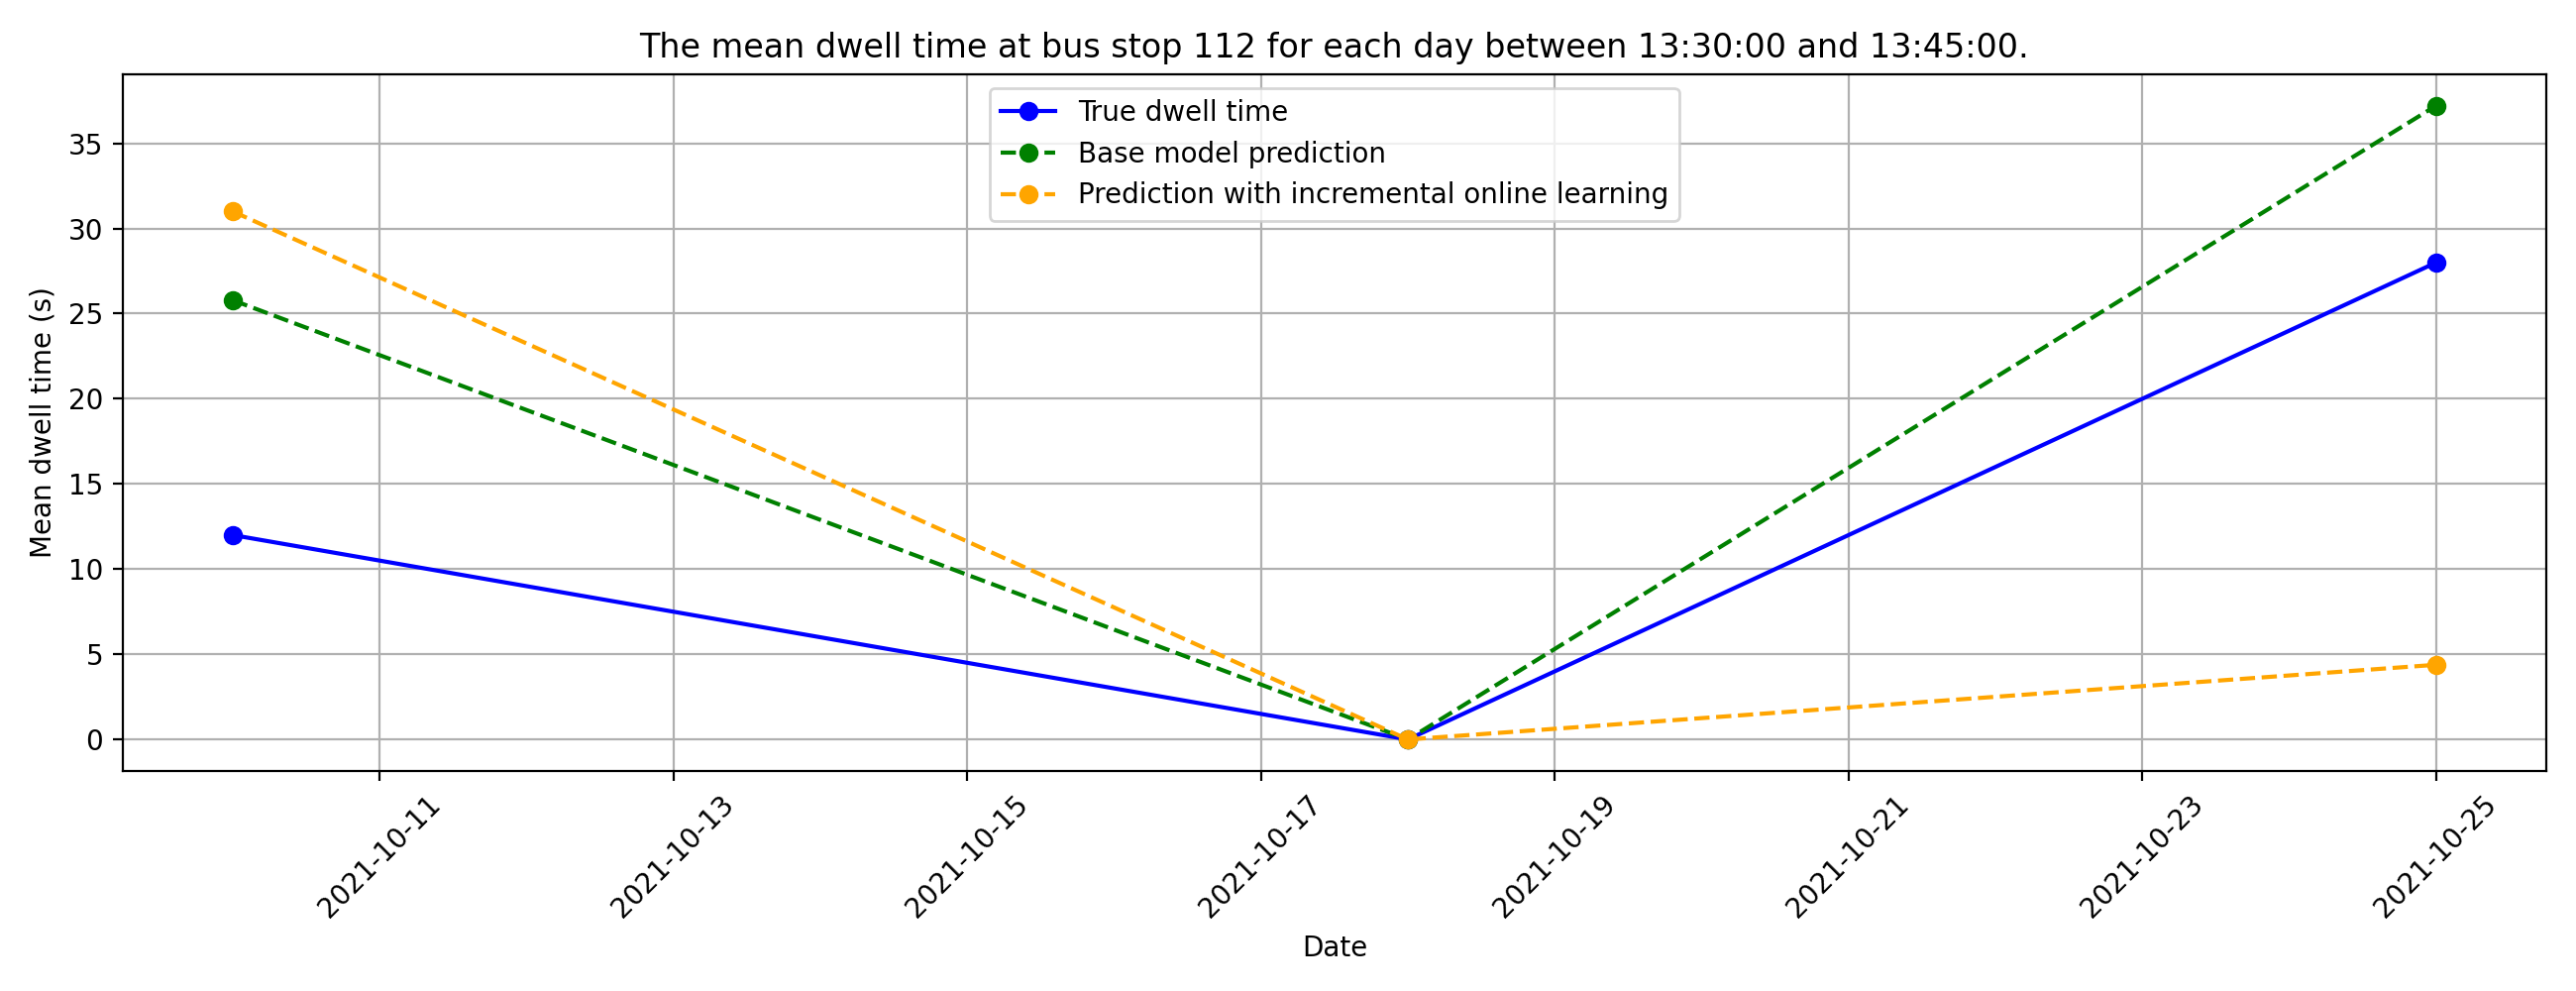 The mean dwell time at bus stop 112 for each day between 13:30:00 and 13:45:00.
True dwell time
Base model prediction
Prediction with incremental online learning
Mean dwell time (s)
35
30
25
20
15
10
5
0
2021-10-11
2021-10-13
2021-10-15
2021-10-17
2021-10-19
2021-10-21
2021-10-23
2021-10-25
Date